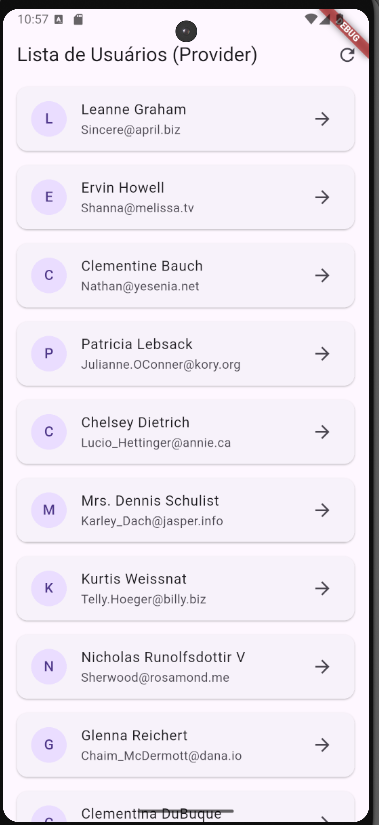 10:57
DEBUG
Lista de Usuários (Provider)
L
Leanne Graham
Sincere@april.biz
E
Ervin Howell
Shanna@melissa.tv
C
Clementine Bauch
Nathan@yesenia.net
P
Patricia Lebsack
Julianne.OConner@kory.org
C
Chelsey Dietrich
Lucio_Hettinger@annie.ca
M
Mrs. Dennis Schulist
Karley_Dach@jasper.info
K
Kurtis Weissnat
Telly.Hoeger@billy.biz
N
Nicholas Runolfsdottir V
Sherwood@rosamond.me
G
Glenna Reichert
Chaim_McDermott@dana.io
Clementina DuBuque